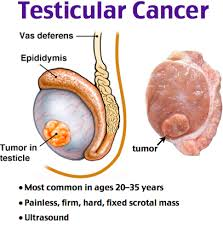 Testicular Cancer
Vas deferens
Epididymis
Tumor in
testicle
tumor
• Most common in ages 20–35 years
• Painless, firm, hard, fixed scrotal mass
• Ultrasound